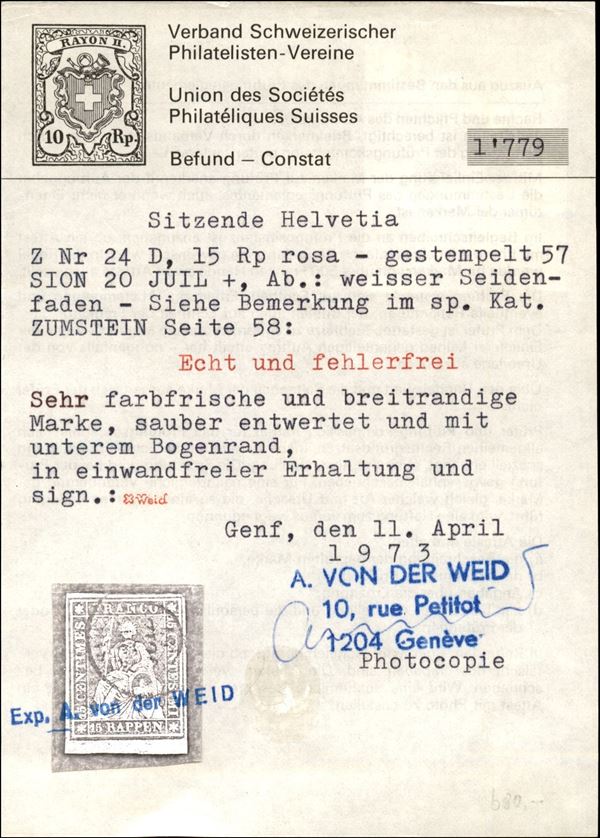 RAYON II.
10 Rp.
Verband Schweizerischer
Philatelisten-Vereine
Union des Sociétés
Philatéliques Suisses
Befund – Constat
1'779
Sitzende Helvetia
Z Nr 24 D, 15 Rp rosa - gestempelt 57
SION 20 JUIL +, Ab.: weisser Seiden-
faden - Siehe Bemerkung im sp. Kat.
ZUMSTEIN Seite 58:
Echt und fehlerfrei
Sehr farbfrische und breitrandige
Marke, sauber entwertet und mit
unterem Bogenrand,
in einwandfreier Erhaltung und
sign.: Weid
Genf, den 11. April
1973
A. VON DER WEID
10, rue Petitot
1204 Genève
Photocopie
FRANCO
Exp. A. von der WEID
15 RAPPEN
680,-